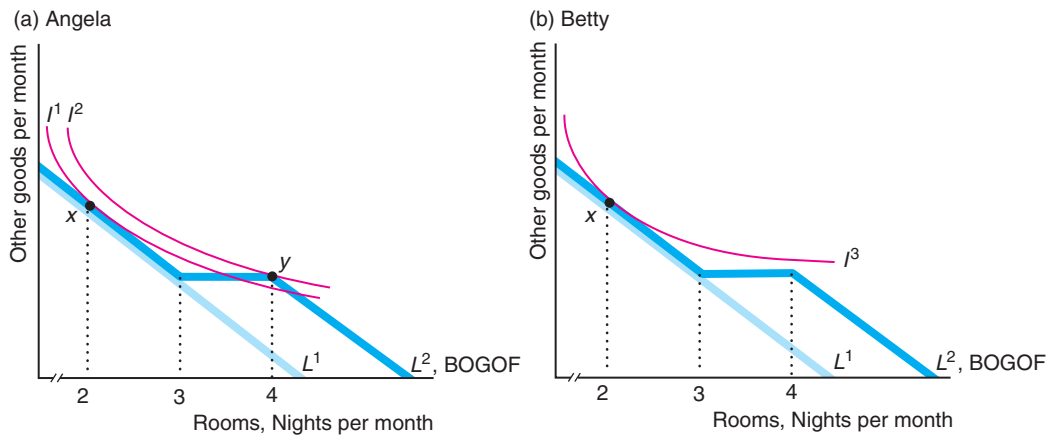 (a) Angela
Other goods per month
I¹ I²
x
y
L¹
L², BOGOF
2 3 4
Rooms, Nights per month
(b) Betty
Other goods per month
x
I³
L¹
L², BOGOF
2 3 4
Rooms, Nights per month